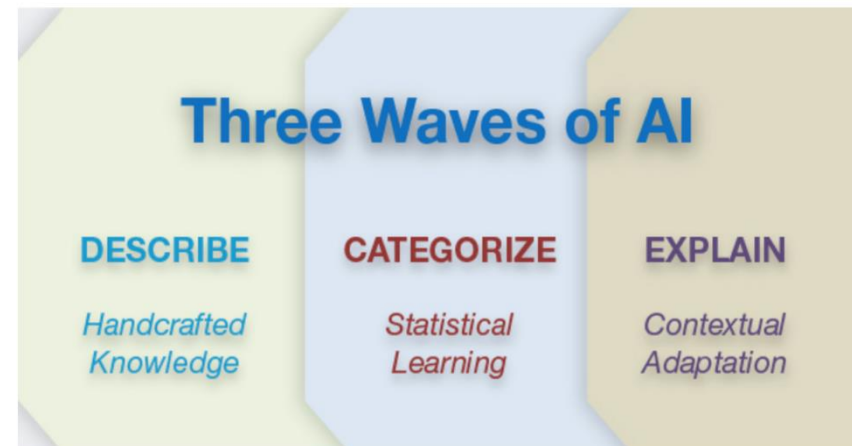 Three Waves of AI
DESCRIBE
Handcrafted
Knowledge
CATEGORIZE
Statistical
Learning
EXPLAIN
Contextual
Adaptation